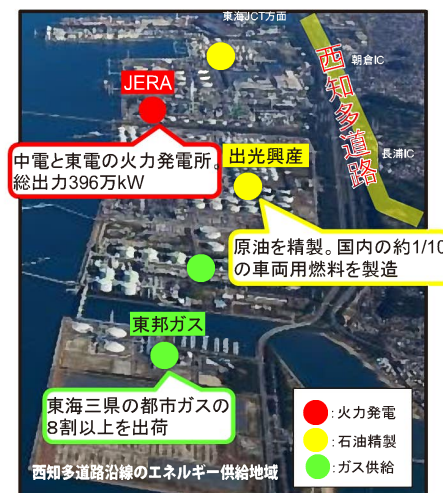 東海JCT方面
朝倉IC
西知多道路
長浦IC
JERA
中電と東電の火力発電所。
総出力396万kW
出光興産
原油を精製。国内の約1/10
の車両用燃料を製造
東邦ガス
東海三県の都市ガスの
8割以上を出荷
:火力発電
:石油精製
:ガス供給
西知多道路沿線のエネルギー供給地域